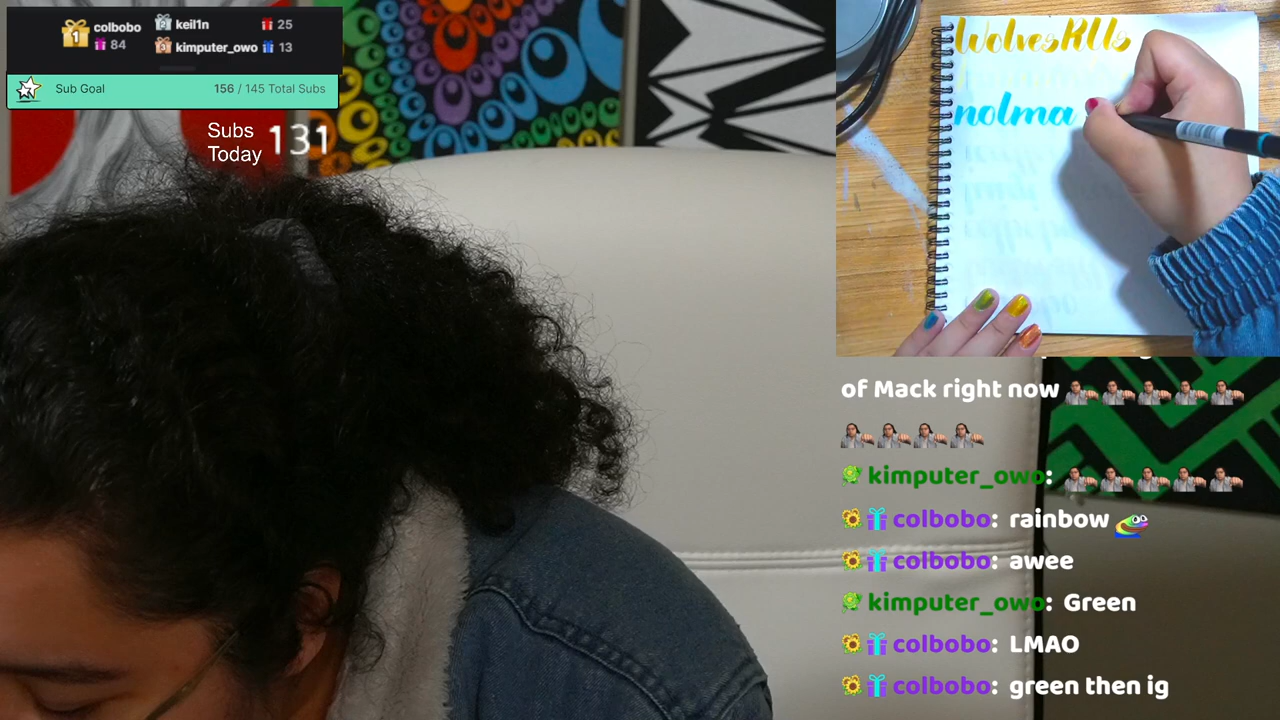 colbobo
84
keil1n
25
kimputer_owo
13
Sub Goal
156 / 145 Total Subs
Subs Today
131
WolvesRUs
nolma
of Mack right now
kimputer_owo:
colbobo: rainbow
colbobo: awee
kimputer_owo: Green
colbobo: LMAO
colbobo: green then ig